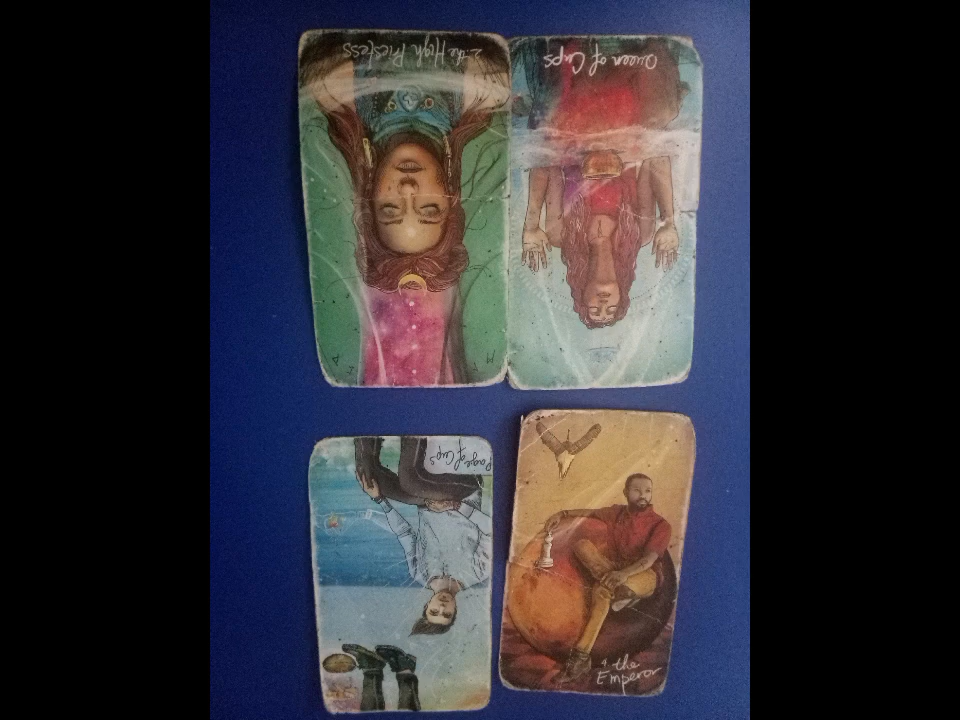 2 the High Priestess
Queen of Cups
Page of Cups
4. the
Emperor